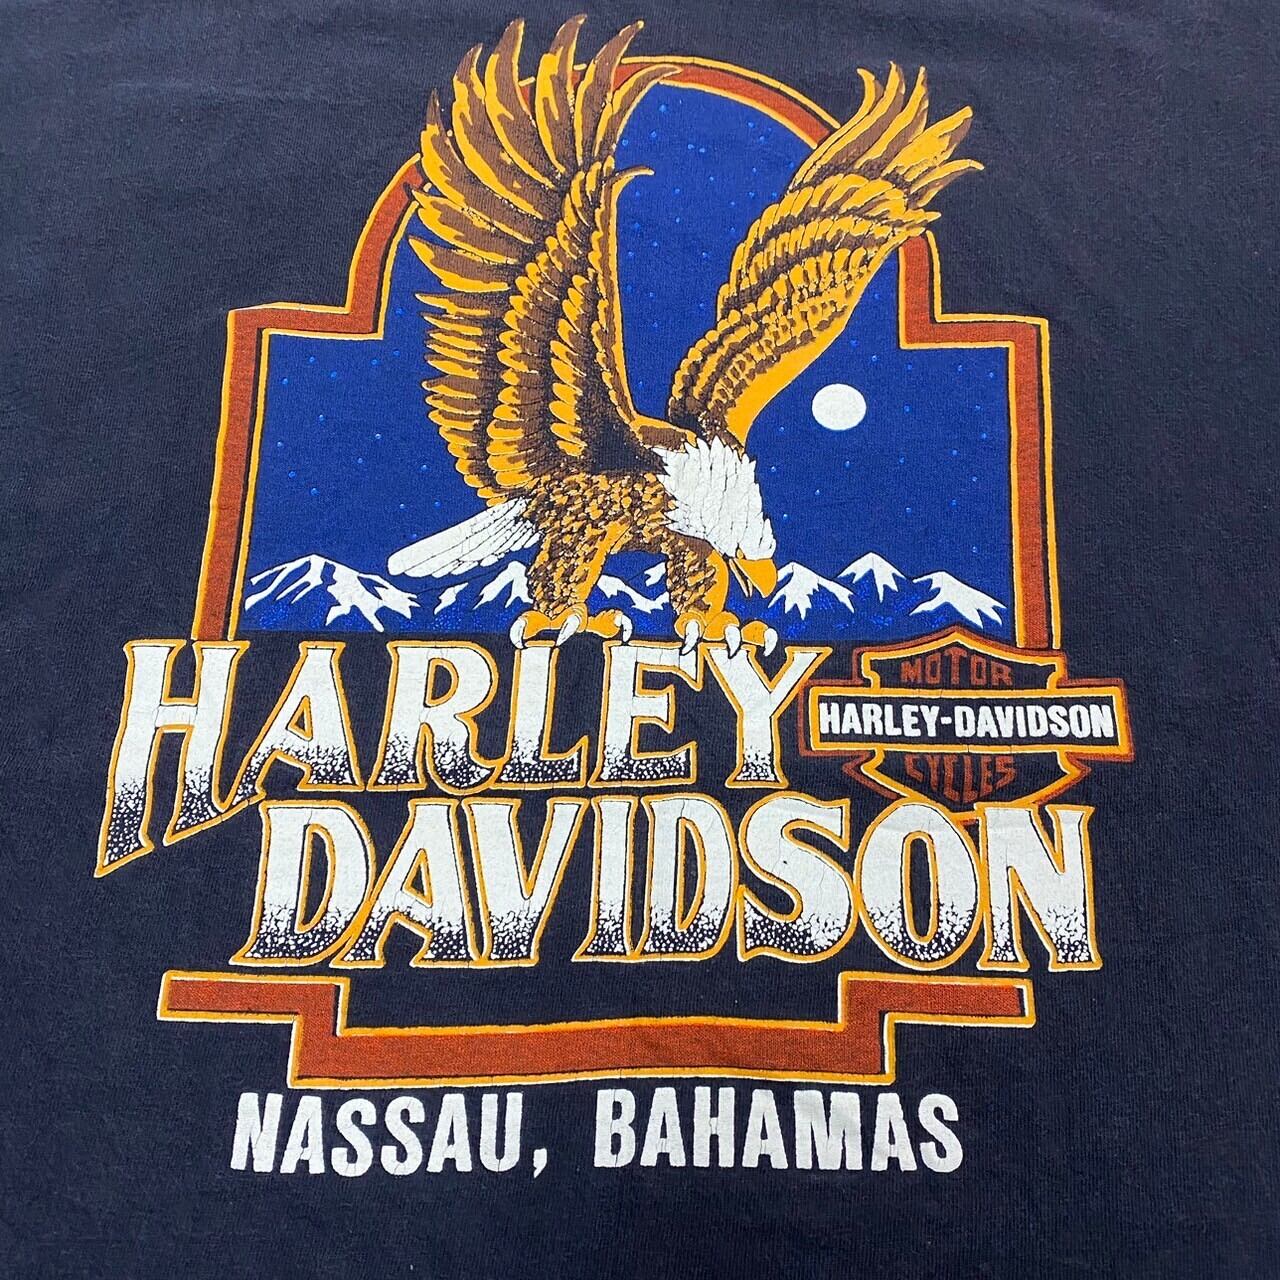 HARLEY
MOTOR
HARLEY-DAVIDSON
CYCLES
DAVIDSON
NASSAU, BAHAMAS